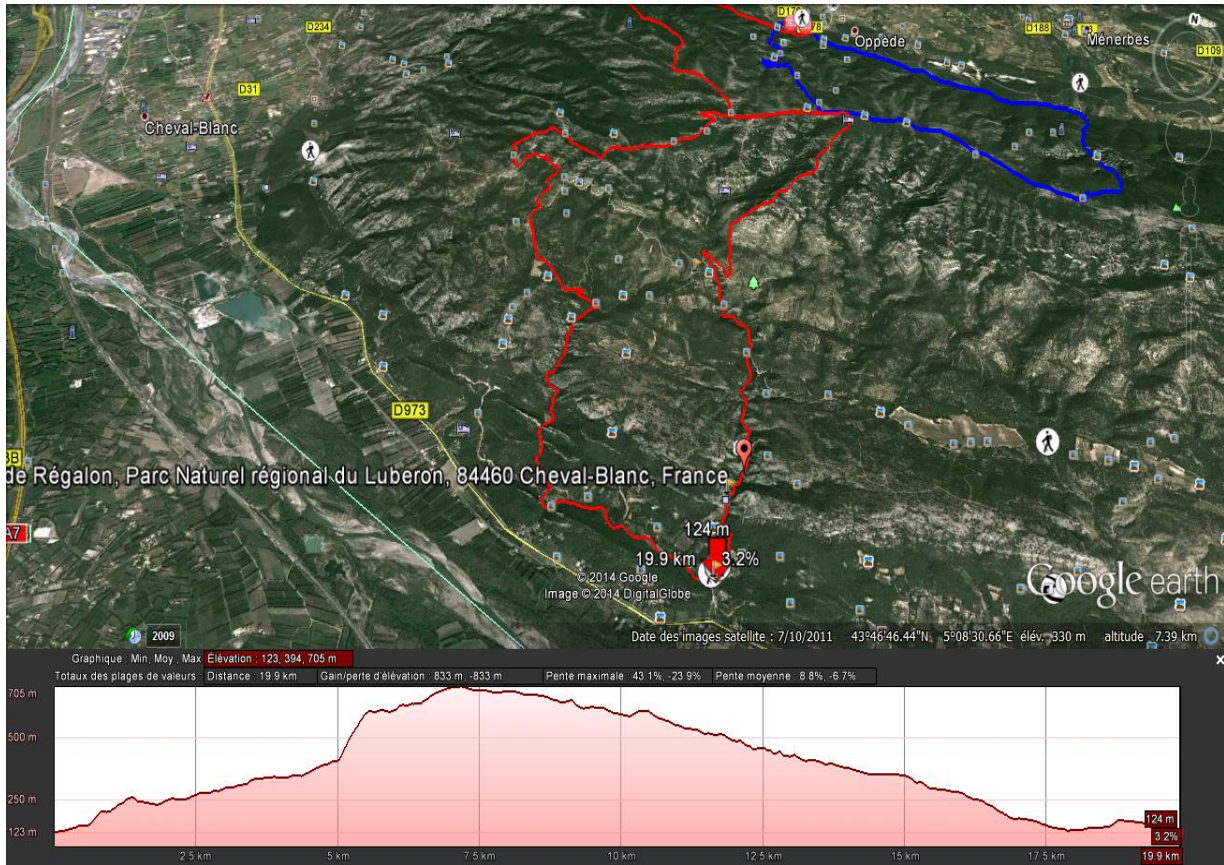 D234
D17
78
Oppède
D188
Ménerbes
D109
N
D31
Cheval-Blanc
D973
de Régalon, Parc Naturel régional du Luberon, 84460 Cheval-Blanc, France
A7
124 m
19.9 km
3.2%
© 2014 Google
Image © 2014 DigitalGlobe
Google earth
2009
Date des images satellite : 7/10/2011 43°46'46.44"N 5°08'30.66"E élév. 330 m altitude 7.39 km
Graphique : Min, Moy., Max Élévation : 123, 394, 705 m
Totaux des plages de valeurs : Distance : 19.9 km Gain/perte d'élévation : 833 m, -833 m Pente maximale : 43.1%, -23.9% Pente moyenne : 8.8%, -6.7%
705 m
500 m
250 m
123 m
124 m
3.2%
2.5 km
5 km
7.5 km
10 km
12.5 km
15 km
17.5 km
19.9 km